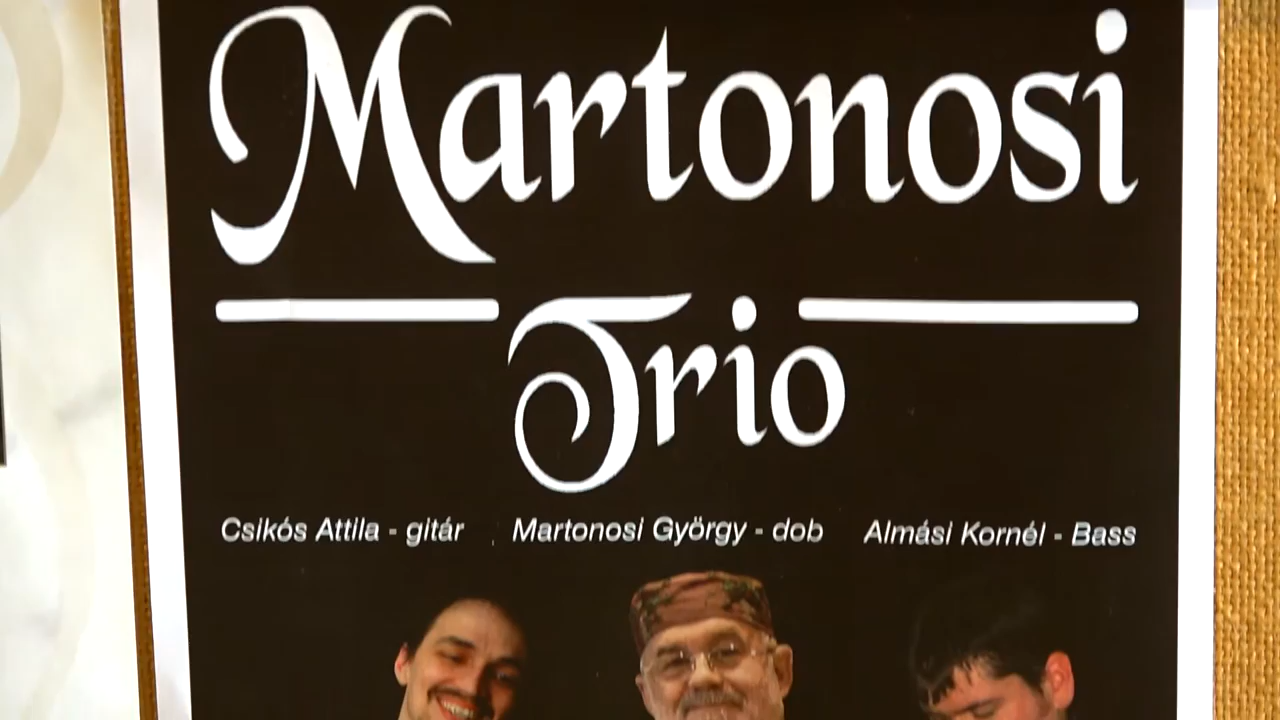 Martonosi
Trio
Csikós Attila - gitár Martonosi György - dob Almási Kornél - Bass